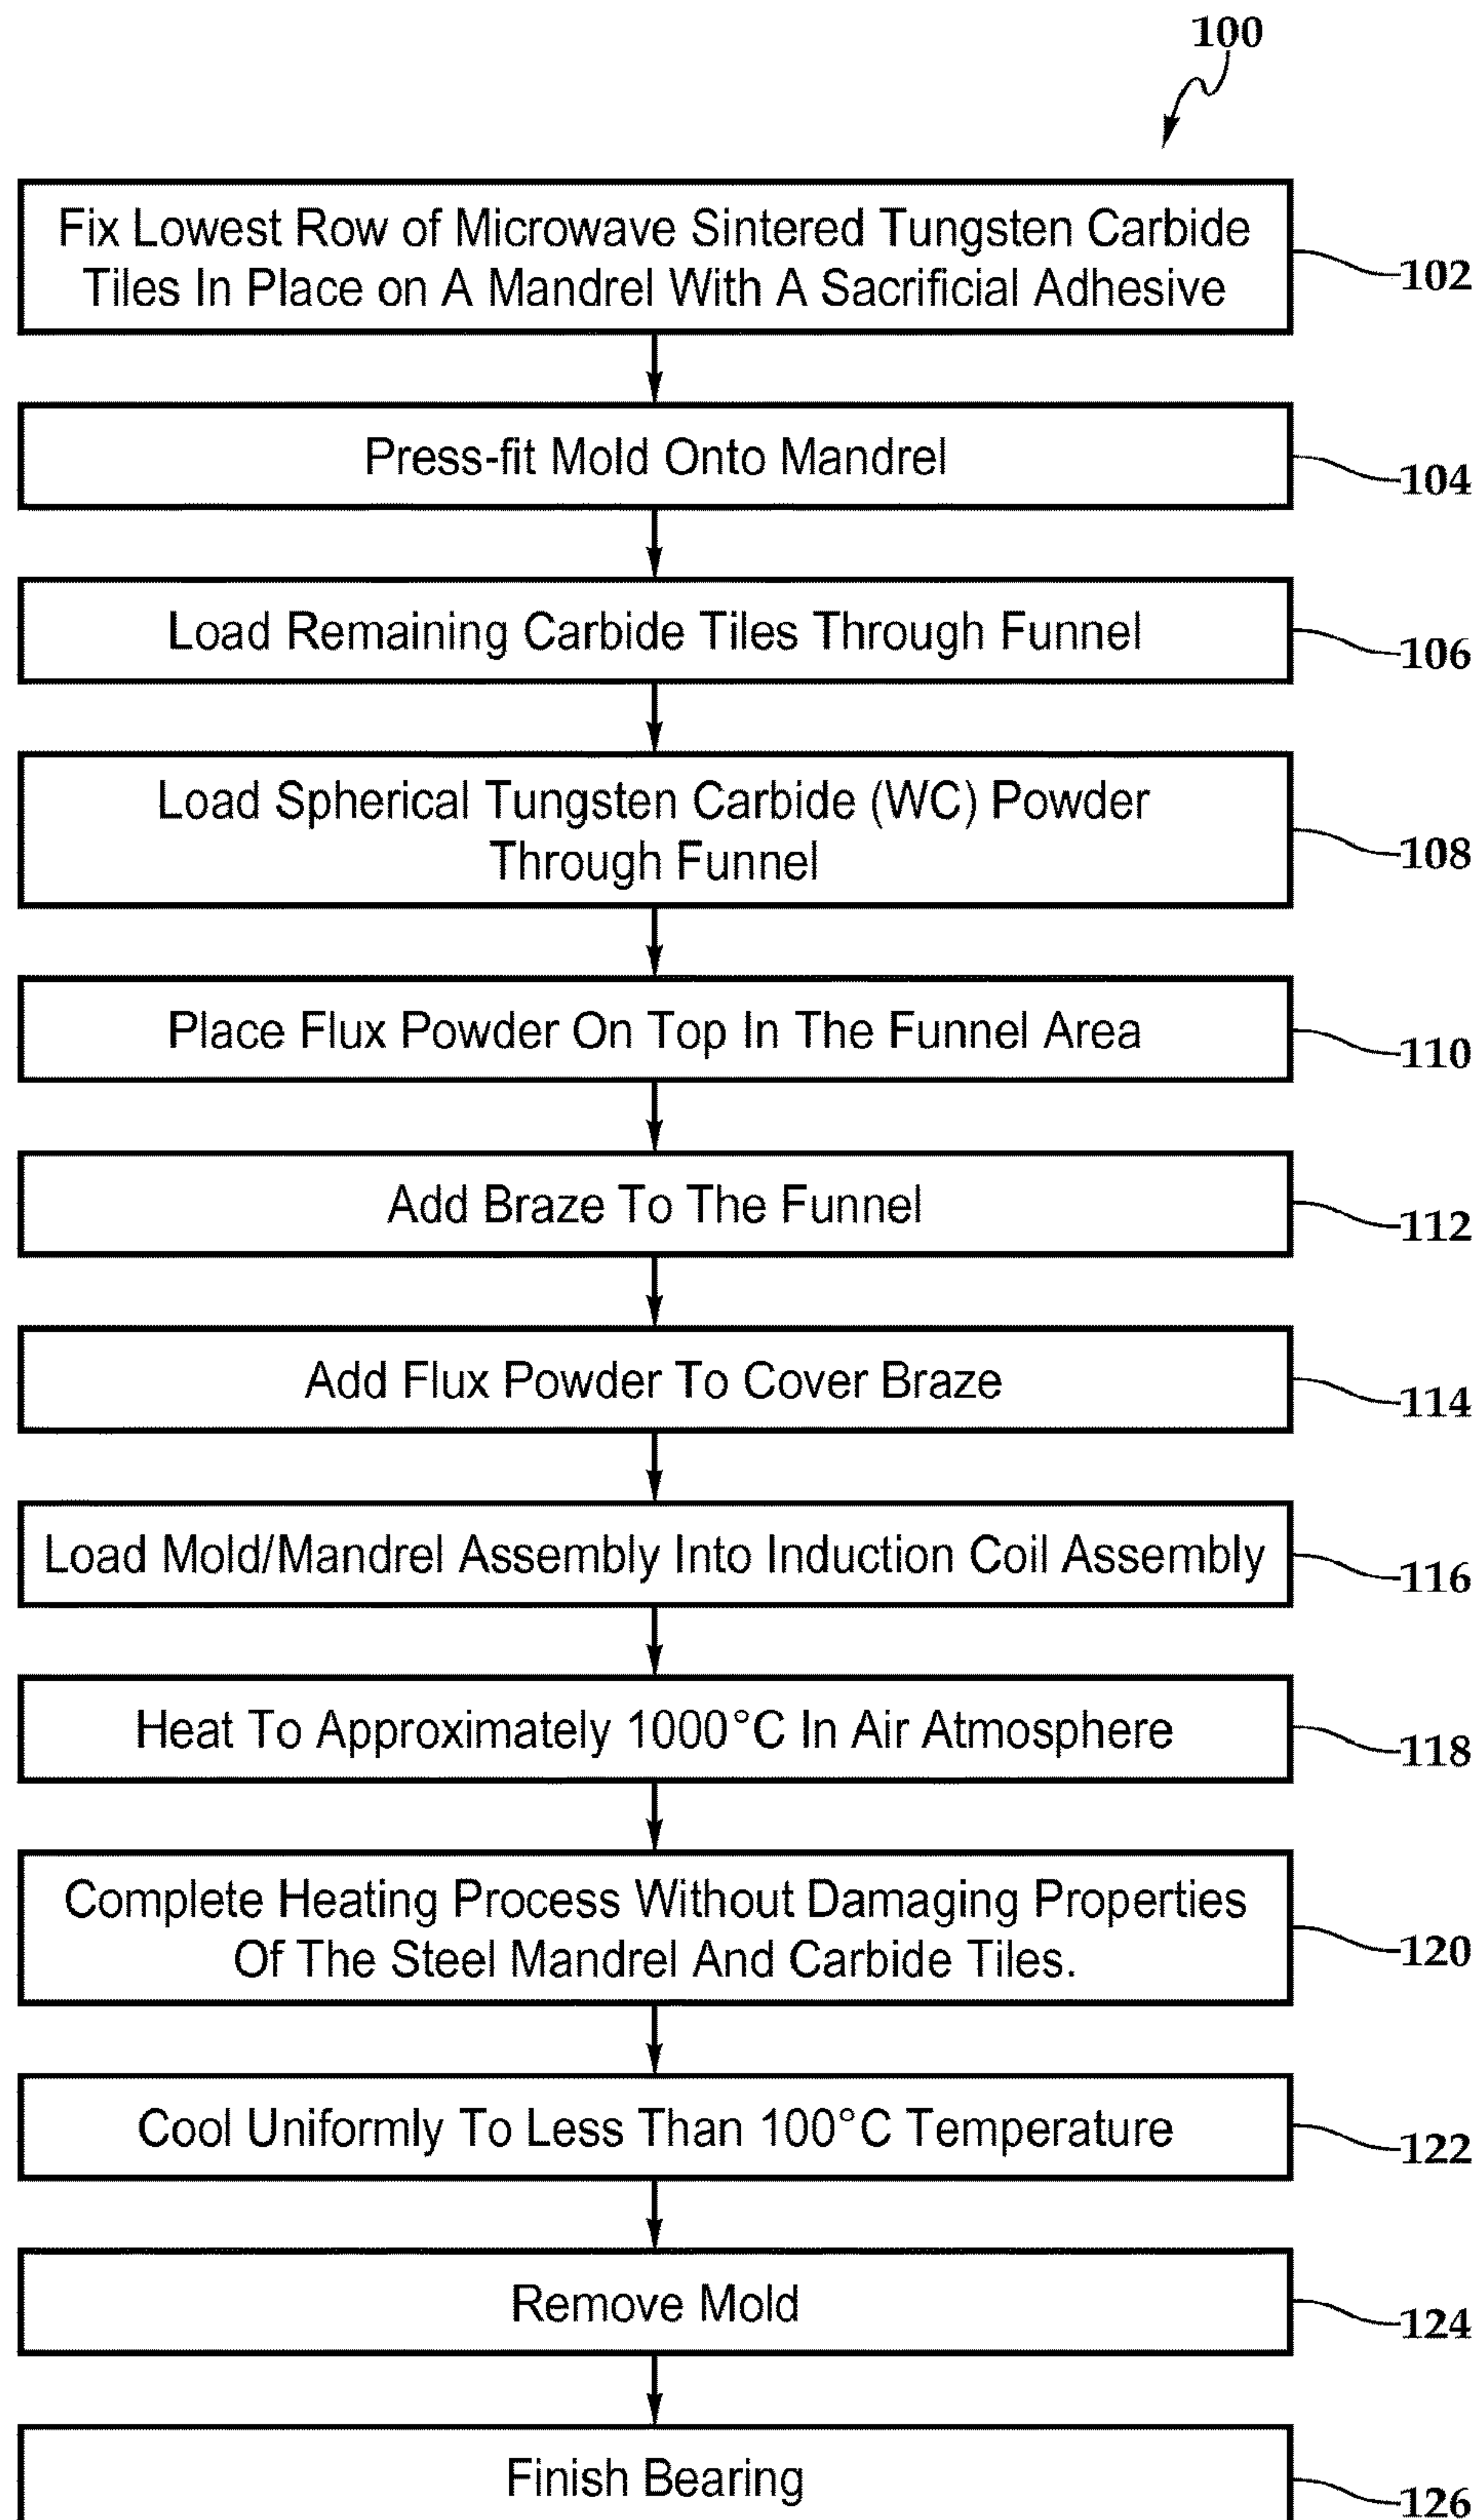 100
Fix Lowest Row of Microwave Sintered Tungsten Carbide
Tiles In Place on A Mandrel With A Sacrificial Adhesive
102
Press-fit Mold Onto Mandrel
104
Load Remaining Carbide Tiles Through Funnel
106
Load Spherical Tungsten Carbide (WC) Powder
Through Funnel
108
Place Flux Powder On Top In The Funnel Area
110
Add Braze To The Funnel
112
Add Flux Powder To Cover Braze
114
Load Mold/Mandrel Assembly Into Induction Coil Assembly
116
Heat To Approximately 1000°C In Air Atmosphere
118
Complete Heating Process Without Damaging Properties
Of The Steel Mandrel And Carbide Tiles.
120
Cool Uniformly To Less Than 100°C Temperature
122
Remove Mold
124
Finish Bearing
126